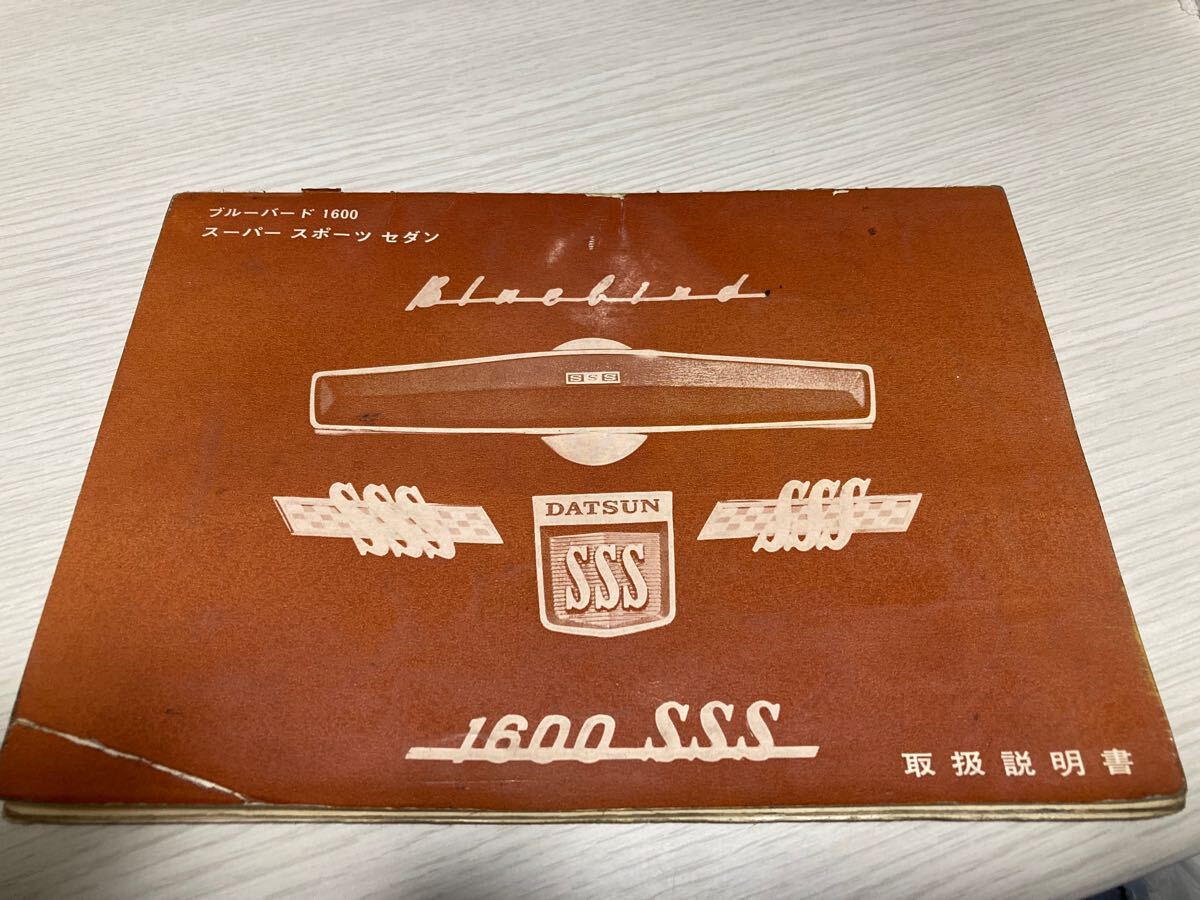 ブルーバード 1600
スーパー スポーツ セダン
Bluebird
SSS
SSS
DATSUN
SSS
SSS
1600 SSS
取扱説明書